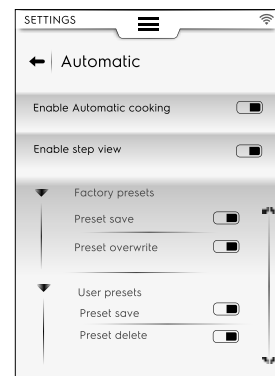 SETTINGS
Automatic
Enable Automatic cooking
Enable step view
Factory presets
Preset save
Preset overwrite
User presets
Preset save
Preset delete